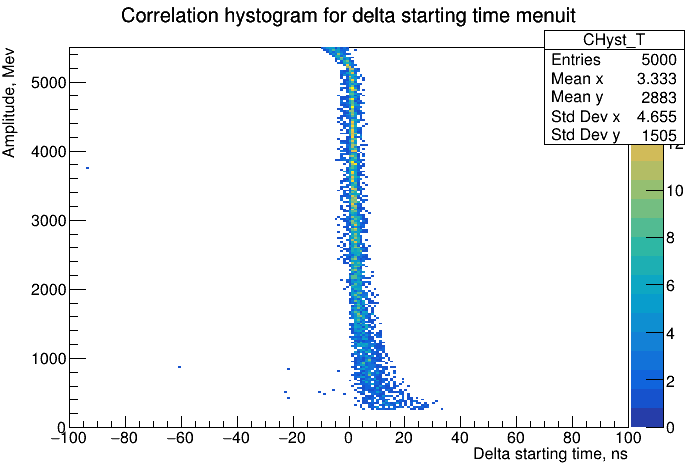 Correlation hystogram for delta starting time menuit
CHyst_T
Entries 5000
Mean x 3.333
Mean y 2883
Std Dev x 4.655
Std Dev y 1505
Amplitude, Mev
5000
4000
3000
2000
1000
0
−100 −80 −60 −40 −20 0 20 40 60 80 100
Delta starting time, ns
12
10
8
6
4
2
0